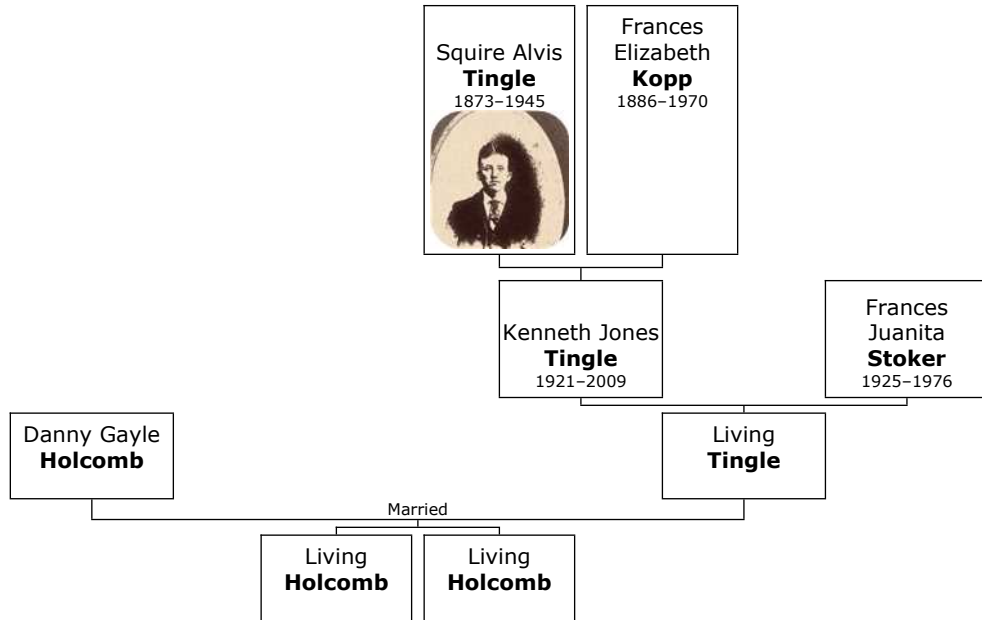 Squire Alvis
Tingle
1873–1945
Frances
Elizabeth
Kopp
1886–1970
Kenneth Jones
Tingle
1921–2009
Frances
Juanita
Stoker
1925–1976
Danny Gayle
Holcomb
Living
Tingle
Married
Living
Holcomb
Living
Holcomb